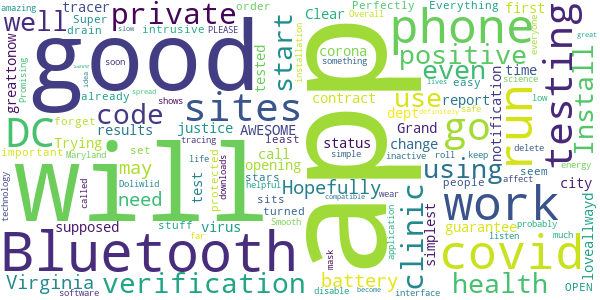 amazing
tracer
Super
drain
intrusive
private
order
Clear
Perfectly
Everything
Overall
first
slow
PLEASE
installation
everyone
well
good
start
tested
soon
corona
something
app
phone
positive
even
testing
Install
greattonow
Promising
idea
spread
already
shows
code
sites
lives
easy
science
great
use
contract
report
time
low
forget
DC
Trying
results
justice
AWESOME
status
dept
Grand
change
go
run
notification
important
Maryland
set
may
call
least
tracing
simple
inactive
roll
keep
delete
using
seem
technology
will
life
test
opening
Hopefully
people
affect
energy
Doliwlid
need
protected
downloads
stars
helpful
compatible
wear
clinic
work
city
loveallwayd
called
supposed
stuff
virus
sits
turned
Smooth
mask
application
simplest
guarantee
probably
definitely
safe
Bluetooth
covid
listen
much
Virginia
far
verification
battery
health
OPEN
software
disable
become
interface